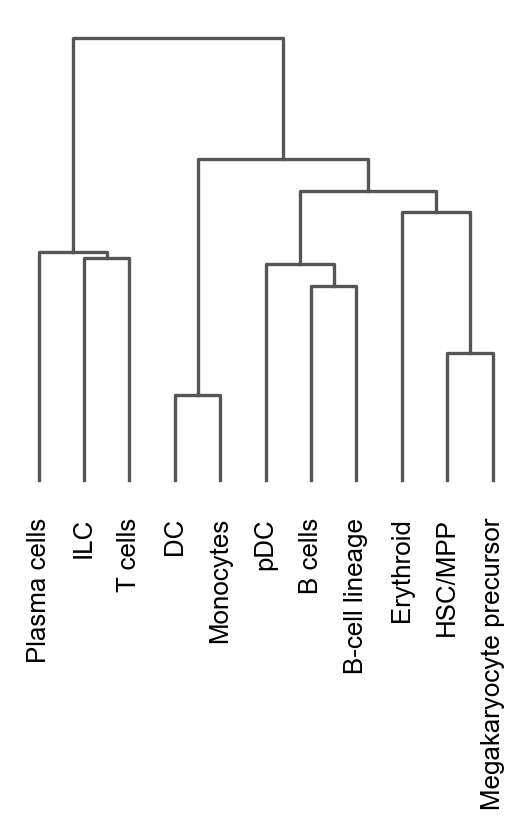 Plasma cells
ILC
T cells
DC
Monocytes
pDC
B cells
B-cell lineage
Erythroid
HSC/MPP
Megakaryocyte precursor